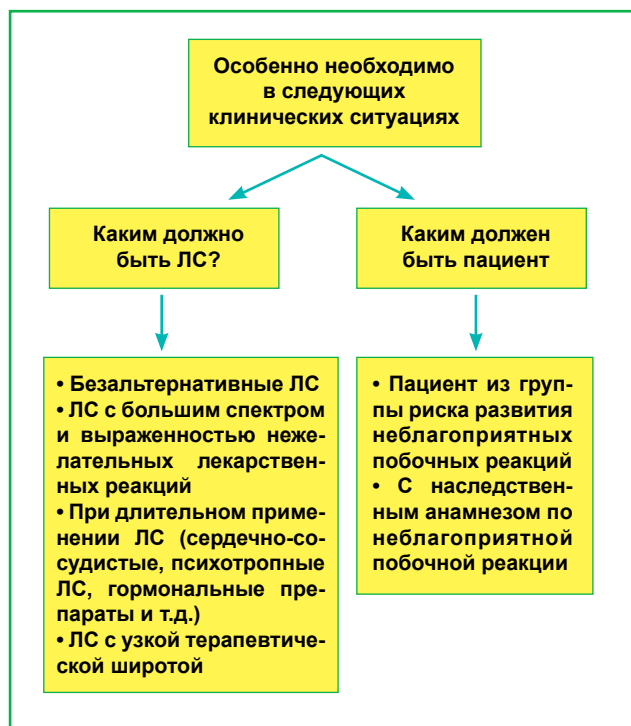 Особенно необходимо
в следующих
клинических ситуациях
Каким должно
быть ЛС?
Каким должен
быть пациент
• Безальтернативные ЛС
• ЛС с большим спектром
и выраженностью неже-
лательных лекарствен-
ных реакций
• При длительном приме-
нении ЛС (сердечно-со-
судистые, психотропные
ЛС, гормональные пре-
параты и т.д.)
• ЛС с узкой терапевтиче-
ской широтой
• Пациент из груп-
пы риска развития
неблагоприятных
побочных реакций
• С наследствен-
ным анамнезом по
неблагоприятной
побочной реакции